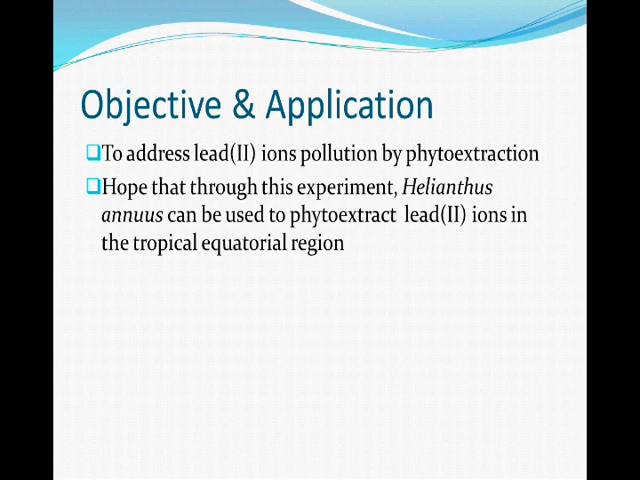 Objective & Application
To address lead(II) ions pollution by phytoextraction
Hope that through this experiment, Helianthus
annuus can be used to phytoextract lead(II) ions in
the tropical equatorial region